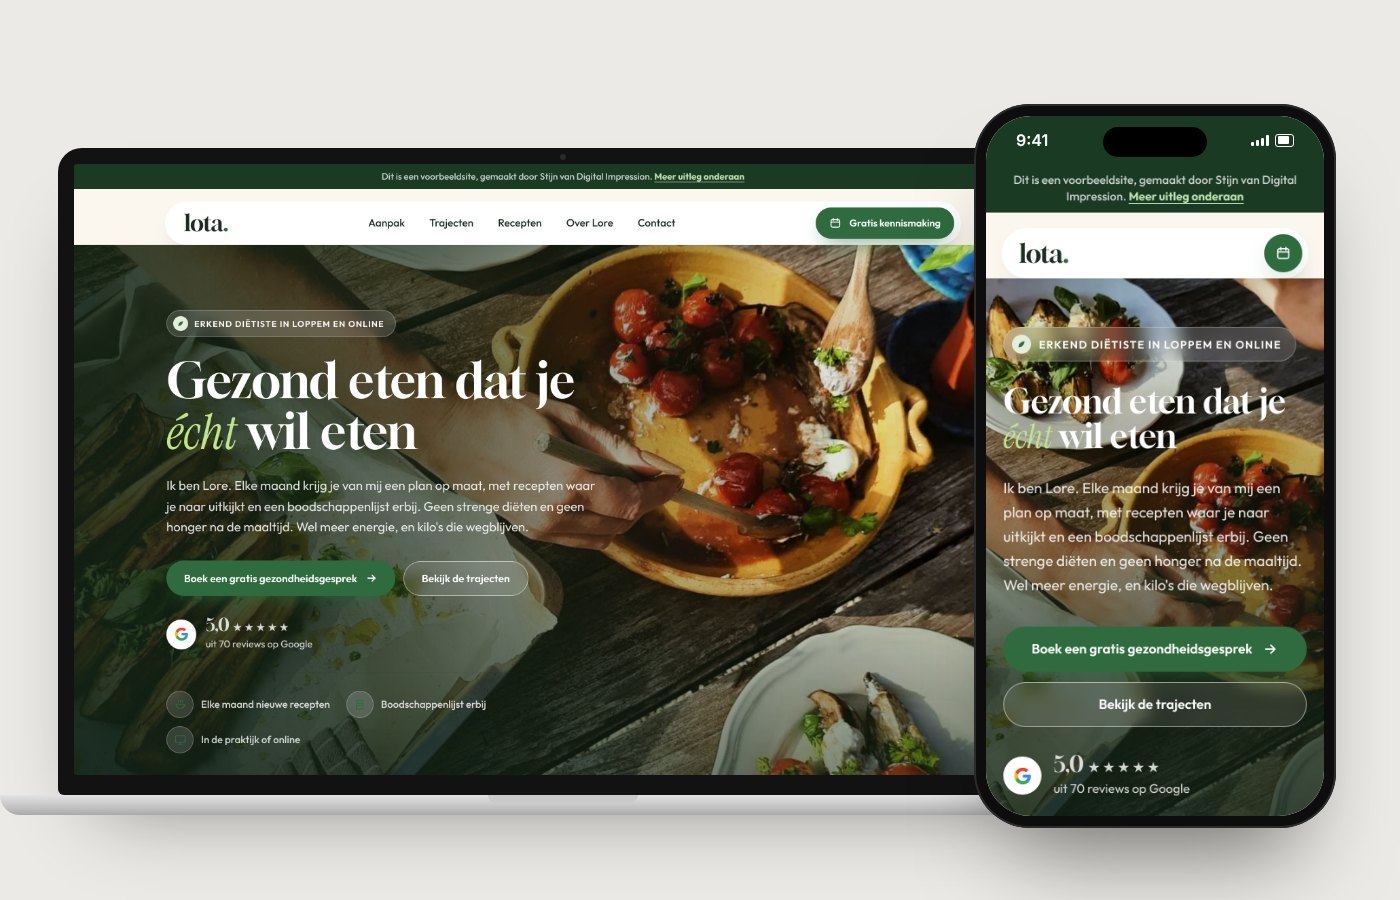 Dit is een voorbeeldsite, gemaakt door Stijn van Digital Impression. Meer uitleg onderaan
lota.
Aanpak
Trajecten
Recepten
Over Lore
Contact
Gratis kennismaking
ERKEND DIËTISTE IN LOPPEM EN ONLINE
Gezond eten dat je
écht wil eten
Ik ben Lore. Elke maand krijg je van mij een plan op maat, met recepten waar
je naar uitkijkt en een boodschappenlijst erbij. Geen strenge diëten en geen
honger na de maaltijd. Wel meer energie, en kilo's die wegblijven.
Boek een gratis gezondheidsgesprek →
Bekijk de trajecten
G
5,0 ★★★★★
uit 70 reviews op Google
Elke maand nieuwe recepten
Boodschappenlijst erbij
In de praktijk of online
9:41
Dit is een voorbeeldsite, gemaakt door Stijn van Digital
Impression. Meer uitleg onderaan
lota.
ERKEND DIËTISTE IN LOPPEM EN ONLINE
Gezond eten dat je
écht wil eten
Ik ben Lore. Elke maand krijg je van mij een
plan op maat, met recepten waar je naar
uitkijkt en een boodschappenlijst erbij. Geen
strenge diëten en geen honger na de maaltijd.
Wel meer energie, en kilo's die wegblijven.
Boek een gratis gezondheidsgesprek →
Bekijk de trajecten
G
5,0 ★★★★★
uit 70 reviews op Google